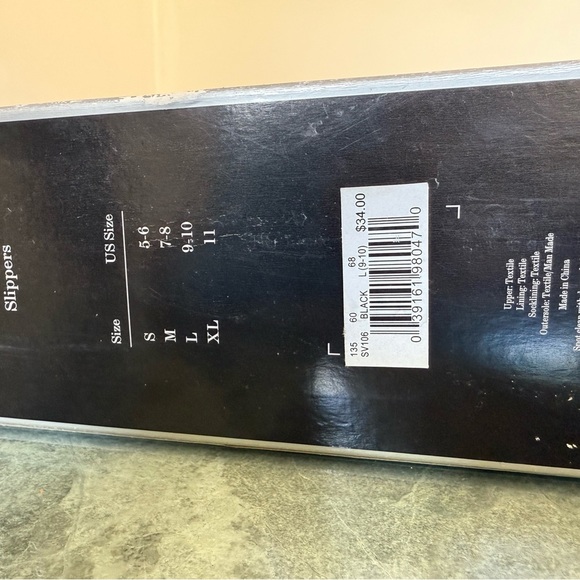 Slippers
Size US Size
S 5-6
M 7-8
L 9-10
XL 11
135 60 68
SV106 BLACK L(9-10) $34.00
0 39161 98047 0
Upper: Textile
Lining: Textile
Socklining: Textile
Outersole: Textile/Man Made
Made in China